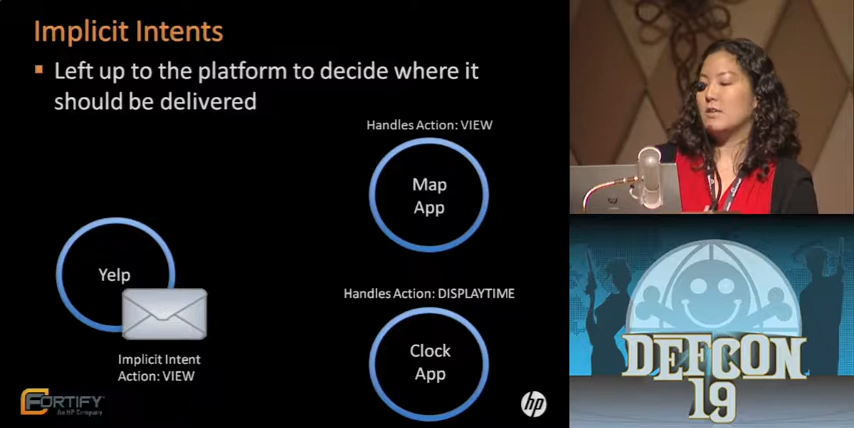 Implicit Intents
Left up to the platform to decide where it
should be delivered
Handles Action: VIEW
Map
App
Yelp
Handles Action: DISPLAYTIME
Clock
App
Implicit Intent
Action: VIEW
FORTIFY
An HP Company
hp
DEFCON
19